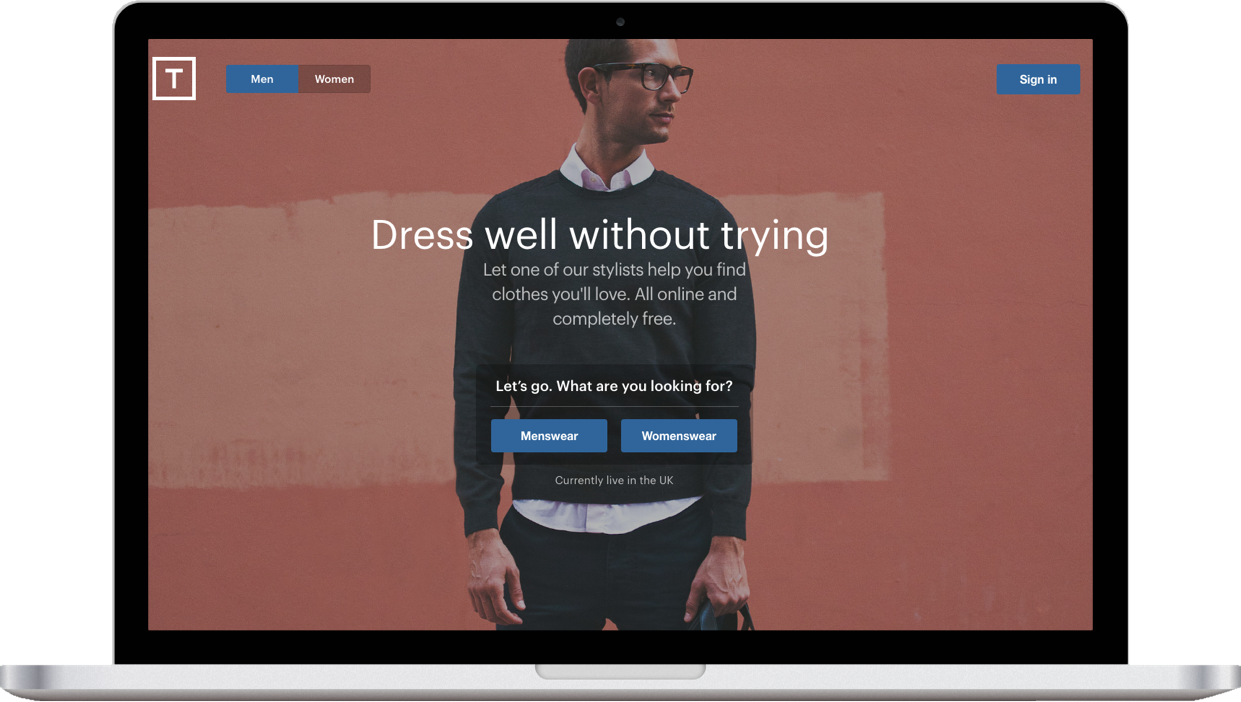 T
Men
Women
Sign in
Dress well without trying
Let one of our stylists help you find
clothes you'll love. All online and
completely free.
Let’s go. What are you looking for?
Menswear
Womenswear
Currently live in the UK